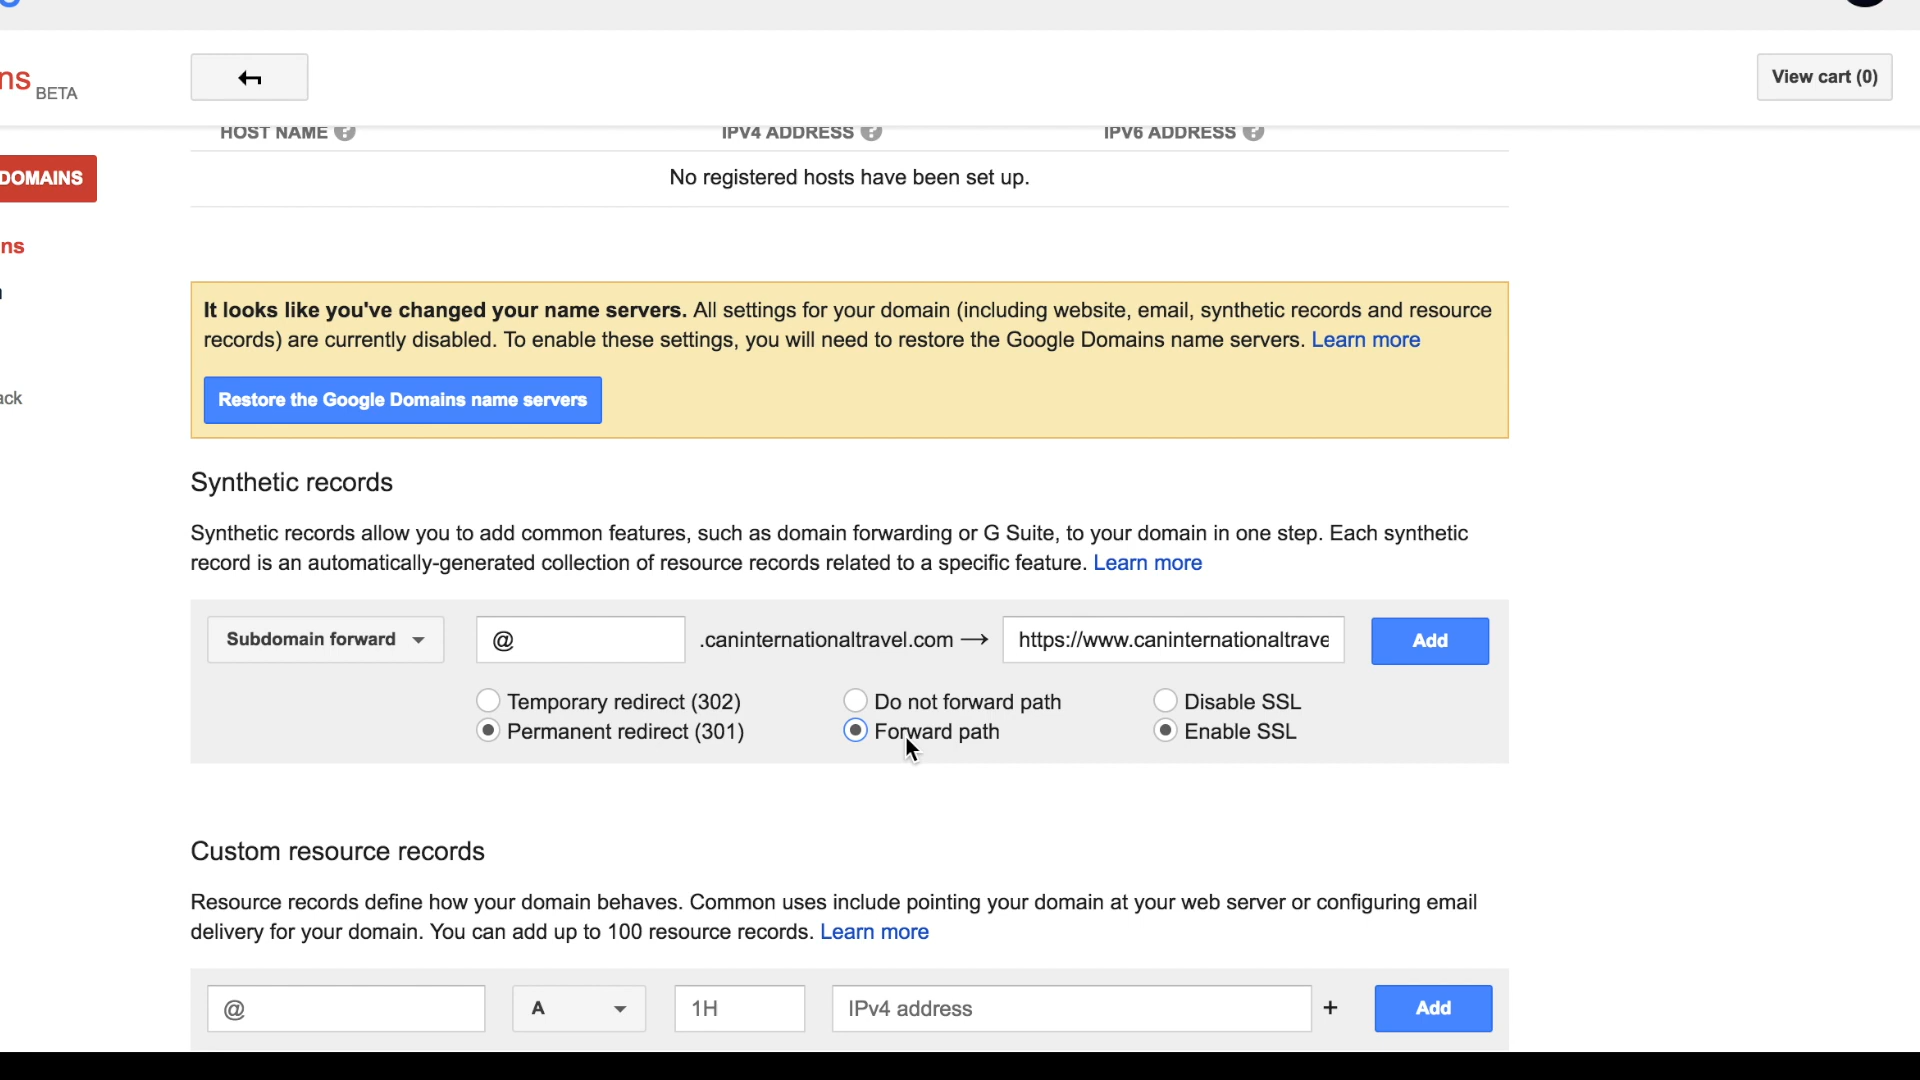 ns BETA
View cart (0)
HOST NAME ? IPV4 ADDRESS ? IPV6 ADDRESS ?
DOMAINS
No registered hosts have been set up.
ns
It looks like you've changed your name servers. All settings for your domain (including website, email, synthetic records and resource
records) are currently disabled. To enable these settings, you will need to restore the Google Domains name servers. Learn more
ack
Restore the Google Domains name servers
Synthetic records
Synthetic records allow you to add common features, such as domain forwarding or G Suite, to your domain in one step. Each synthetic
record is an automatically-generated collection of resource records related to a specific feature. Learn more
Subdomain forward @ .caninternationaltravel.com → https://www.caninternationaltrave Add
Temporary redirect (302) Do not forward path Disable SSL
Permanent redirect (301) Forward path Enable SSL
Custom resource records
Resource records define how your domain behaves. Common uses include pointing your domain at your web server or configuring email
delivery for your domain. You can add up to 100 resource records. Learn more
@ A 1H IPv4 address + Add